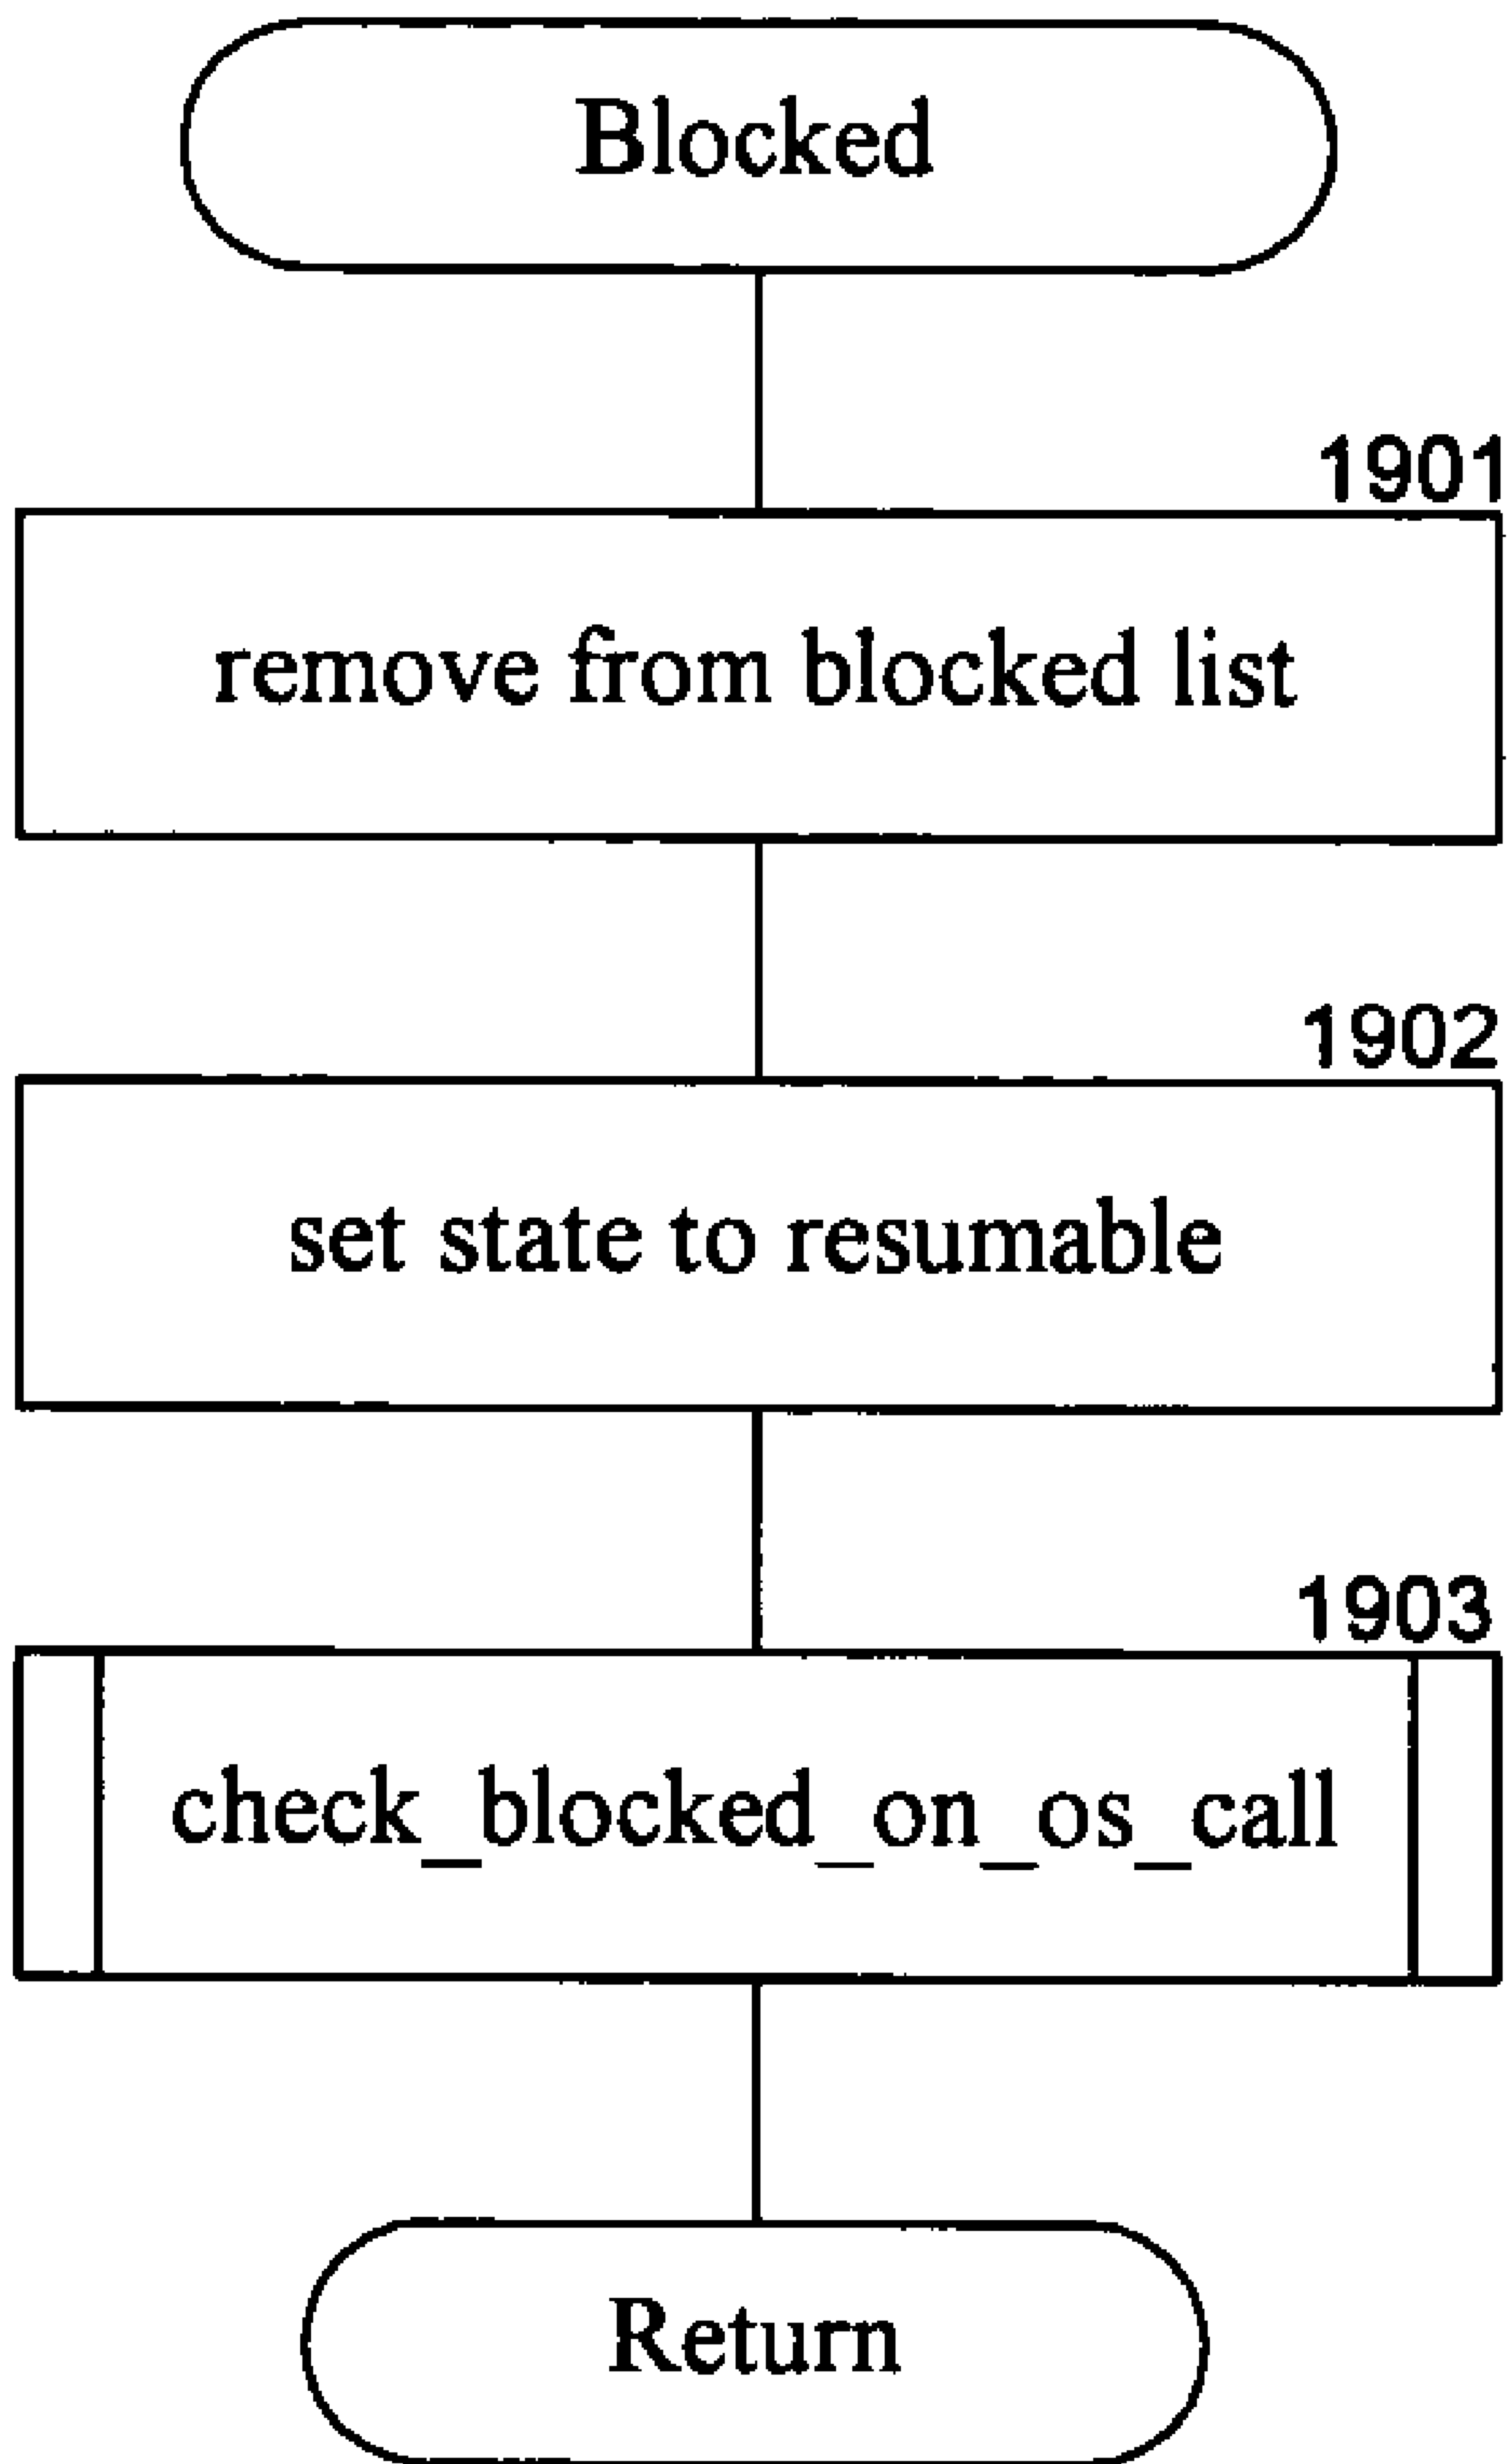 Blocked
1901
remove from blocked list
1902
set state to resumable
1903
check_blocked_on_os_call
Return